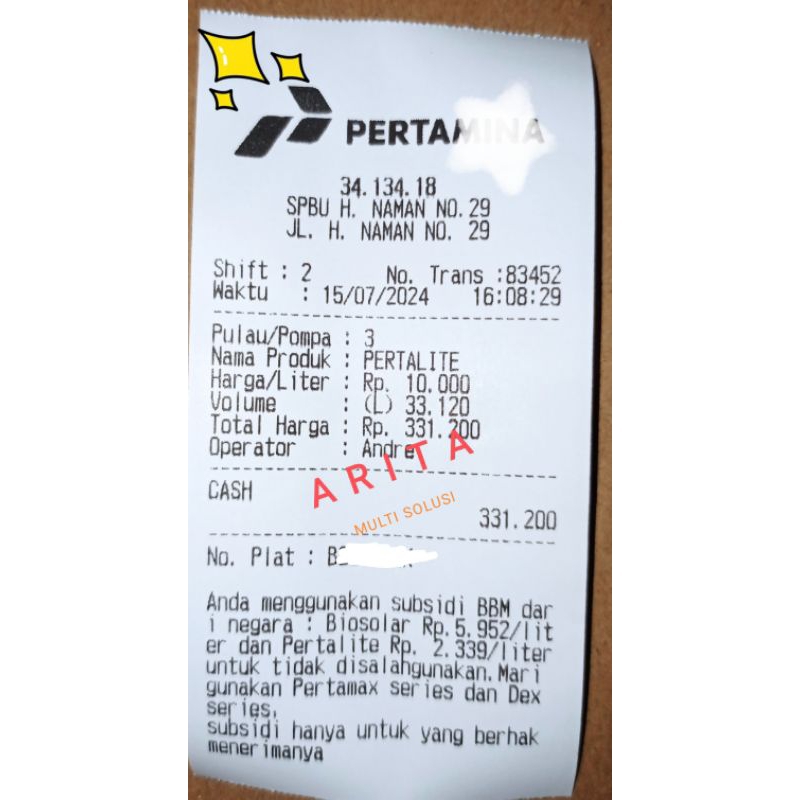 PERTAMINA
34.134.18
SPBU H. NAMAN NO.29
JL. H. NAMAN NO. 29
Shift : 2 No. Trans :83452
Waktu : 15/07/2024 16:08:29
Pulau/Pompa : 3
Nama Produk : PERTALITE
Harga/Liter : Rp. 10.000
Volume : (L) 33.120
Total Harga : Rp. 331.200
Operator : Andre
ARITA
MULTI SOLUSI
CASH
331.200
No. Plat : B
Anda menggunakan subsidi BBM dar
i negara : Biosolar Rp.5.952/lit
er dan Pertalite Rp. 2.339/liter
untuk tidak disalahgunakan.Mari
gunakan Pertamax series dan Dex
series,
subsidi hanya untuk yang berhak
menerimanya